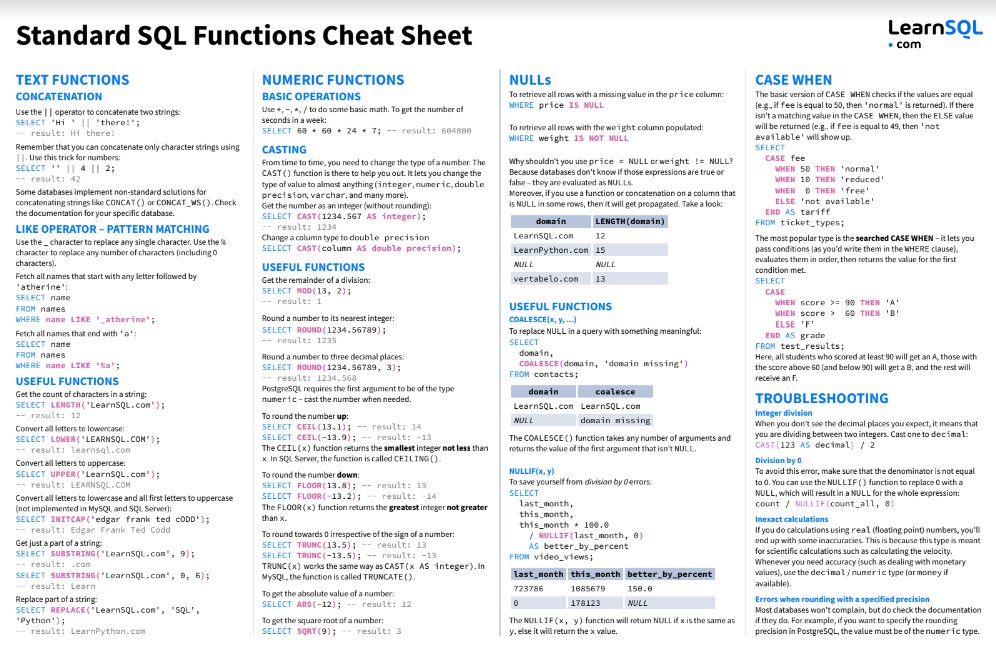 Standard SQL Functions Cheat Sheet
LearnSQL
• com
TEXT FUNCTIONS
CONCATENATION
Use the || operator to concatenate two strings:
SELECT 'Hi ' || 'there!';
-- result: Hi there!
Remember that you can concatenate only character strings using
||. Use this trick for numbers:
SELECT '' || 4 || 2;
-- result: 42
Some databases implement non-standard solutions for
concatenating strings like CONCAT() or CONCAT_WS(). Check
the documentation for your specific database.
LIKE OPERATOR – PATTERN MATCHING
Use the _ character to replace any single character. Use the %
character to replace any number of characters (including 0
characters).
Fetch all names that start with any letter followed by
'atherine':
SELECT name
FROM names
WHERE name LIKE '_atherine';
Fetch all names that end with 'a':
SELECT name
FROM names
WHERE name LIKE '%a';
USEFUL FUNCTIONS
Get the count of characters in a string:
SELECT LENGTH('LearnSQL.com');
-- result: 12
Convert all letters to lowercase:
SELECT LOWER('LEARNSQL.COM');
-- result: learnsql.com
Convert all letters to uppercase:
SELECT UPPER('LearnSQL.com');
-- result: LEARNSQL.COM
Convert all letters to lowercase and all first letters to uppercase
(not implemented in MySQL and SQL Server):
SELECT INITCAP('edgar frank ted cODD');
-- result: Edgar Frank Ted Codd
Get just a part of a string:
SELECT SUBSTRING('LearnSQL.com', 9);
-- result: .com
SELECT SUBSTRING('LearnSQL.com', 0, 6);
-- result: Learn
Replace part of a string:
SELECT REPLACE('LearnSQL.com', 'SQL',
'Python');
-- result: LearnPython.com
NUMERIC FUNCTIONS
BASIC OPERATIONS
Use +, -, *, / to do some basic math. To get the number of
seconds in a week:
SELECT 60 * 60 * 24 * 7; -- result: 604800
CASTING
From time to time, you need to change the type of a number. The
CAST() function is there to help you out. It lets you change the
type of value to almost anything (integer, numeric, double
precision, varchar, and many more).
Get the number as an integer (without rounding):
SELECT CAST(1234.567 AS integer);
-- result: 1234
Change a column type to double precision
SELECT CAST(column AS double precision);
USEFUL FUNCTIONS
Get the remainder of a division:
SELECT MOD(13, 2);
-- result: 1
Round a number to its nearest integer:
SELECT ROUND(1234.56789);
-- result: 1235
Round a number to three decimal places:
SELECT ROUND(1234.56789, 3);
-- result: 1234.568
PostgreSQL requires the first argument to be of the type
numeric – cast the number when needed.
To round the number up:
SELECT CEIL(13.1); -- result: 14
SELECT CEIL(-13.9); -- result: -13
The CEIL(x) function returns the smallest integer not less than
x. In SQL Server, the function is called CEILING().
To round the number down:
SELECT FLOOR(13.8); -- result: 13
SELECT FLOOR(-13.2); -- result: -14
The FLOOR(x) function returns the greatest integer not greater
than x.
To round towards 0 irrespective of the sign of a number:
SELECT TRUNC(13.5); -- result: 13
SELECT TRUNC(-13.5); -- result: -13
TRUNC(x) works the same way as CAST(x AS integer). In
MySQL, the function is called TRUNCATE().
To get the absolute value of a number:
SELECT ABS(-12); -- result: 12
To get the square root of a number:
SELECT SQRT(9); -- result: 3
NULLs
To retrieve all rows with a missing value in the price column:
WHERE price IS NULL
To retrieve all rows with the weight column populated:
WHERE weight IS NOT NULL
Why shouldn't you use price = NULL or weight != NULL?
Because databases don't know if those expressions are true or
false – they are evaluated as NULLs.
Moreover, if you use a function or concatenation on a column that
is NULL in some rows, then it will get propagated. Take a look:
domain LENGTH(domain)
LearnSQL.com 12
LearnPython.com 15
NULL NULL
vertabelo.com 13
USEFUL FUNCTIONS
COALESCE(x, y, ...)
To replace NULL in a query with something meaningful:
SELECT
domain,
COALESCE(domain, 'domain missing')
FROM contacts;
domain coalesce
LearnSQL.com LearnSQL.com
NULL domain missing
The COALESCE() function takes any number of arguments and
returns the value of the first argument that isn't NULL.
NULLIF(x, y)
To save yourself from division by 0 errors:
SELECT
last_month,
this_month,
this_month * 100.0
/ NULLIF(last_month, 0)
AS better_by_percent
FROM video_views;
last_month this_month better_by_percent
723786 1085679 150.0
0 178123 NULL
The NULLIF(x, y) function will return NULL if x is the same as
y, else it will return the x value.
CASE WHEN
The basic version of CASE WHEN checks if the values are equal
(e.g., if fee is equal to 50, then 'normal' is returned). If there
isn't a matching value in the CASE WHEN, then the ELSE value
will be returned (e.g., if fee is equal to 49, then 'not
available' will show up.
SELECT
CASE fee
WHEN 50 THEN 'normal'
WHEN 10 THEN 'reduced'
WHEN 0 THEN 'free'
ELSE 'not available'
END AS tariff
FROM ticket_types;
The most popular type is the searched CASE WHEN – it lets you
pass conditions (as you'd write them in the WHERE clause),
evaluates them in order, then returns the value for the first
condition met.
SELECT
CASE
WHEN score >= 90 THEN 'A'
WHEN score > 60 THEN 'B'
ELSE 'F'
END AS grade
FROM test_results;
Here, all students who scored at least 90 will get an A, those with
the score above 60 (and below 90) will get a B, and the rest will
receive an F.
TROUBLESHOOTING
Integer division
When you don't see the decimal places you expect, it means that
you are dividing between two integers. Cast one to decimal:
CAST(123 AS decimal) / 2
Division by 0
To avoid this error, make sure that the denominator is not equal
to 0. You can use the NULLIF() function to replace 0 with a
NULL, which will result in a NULL for the whole expression:
count / NULLIF(count_all, 0)
Inexact calculations
If you do calculations using real (floating point) numbers, you'll
end up with some inaccuracies. This is because this type is meant
for scientific calculations such as calculating the velocity.
Whenever you need accuracy (such as dealing with monetary
values), use the decimal / numeric type (or money if
available).
Errors when rounding with a specified precision
Most databases won't complain, but do check the documentation
if they do. For example, if you want to specify the rounding
precision in PostgreSQL, the value must be of the numeric type.